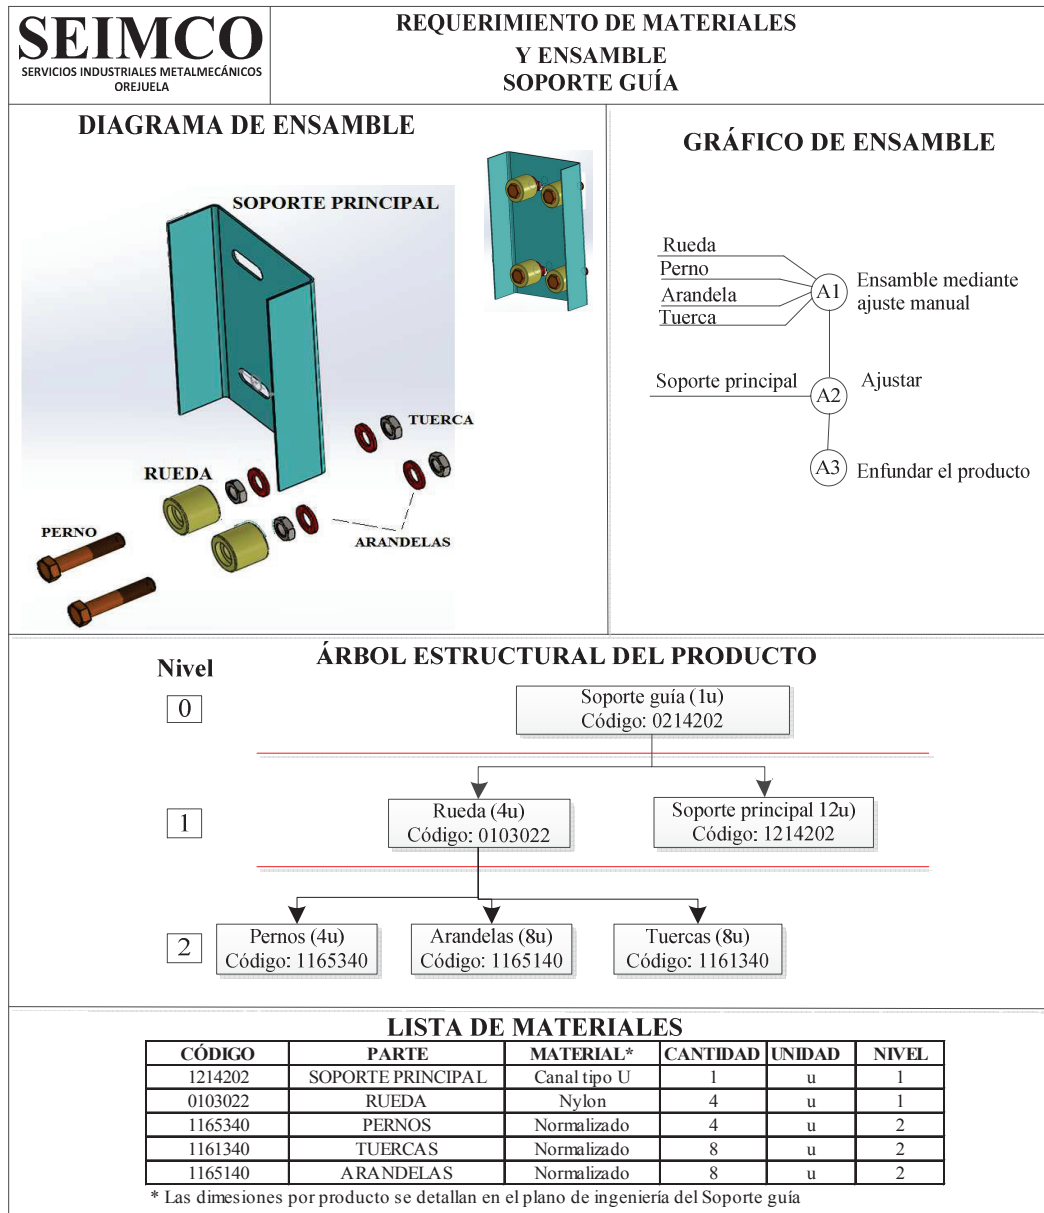 SEIMCO
SERVICIOS INDUSTRIALES METALMECÁNICOS
OREJUELA
REQUERIMIENTO DE MATERIALES
Y ENSAMBLE
SOPORTE GUÍA
DIAGRAMA DE ENSAMBLE
SOPORTE PRINCIPAL
TUERCA
RUEDA
PERNO
ARANDELAS
GRÁFICO DE ENSAMBLE
Rueda
Perno
Arandela
Tuerca
A1
Ensamble mediante
ajuste manual
Soporte principal
A2
Ajustar
A3
Enfundar el producto
ÁRBOL ESTRUCTURAL DEL PRODUCTO
Nivel
0
Soporte guía (1u)
Código: 0214202
1
Rueda (4u)
Código: 0103022
Soporte principal 12u)
Código: 1214202
2
Pernos (4u)
Código: 1165340
Arandelas (8u)
Código: 1165140
Tuercas (8u)
Código: 1161340
LISTA DE MATERIALES
CÓDIGO PARTE MATERIAL* CANTIDAD UNIDAD NIVEL
1214202 SOPORTE PRINCIPAL Canal tipo U 1 u 1
0103022 RUEDA Nylon 4 u 1
1165340 PERNOS Normalizado 4 u 2
1161340 TUERCAS Normalizado 8 u 2
1165140 ARANDELAS Normalizado 8 u 2
* Las dimesiones por producto se detallan en el plano de ingeniería del Soporte guía